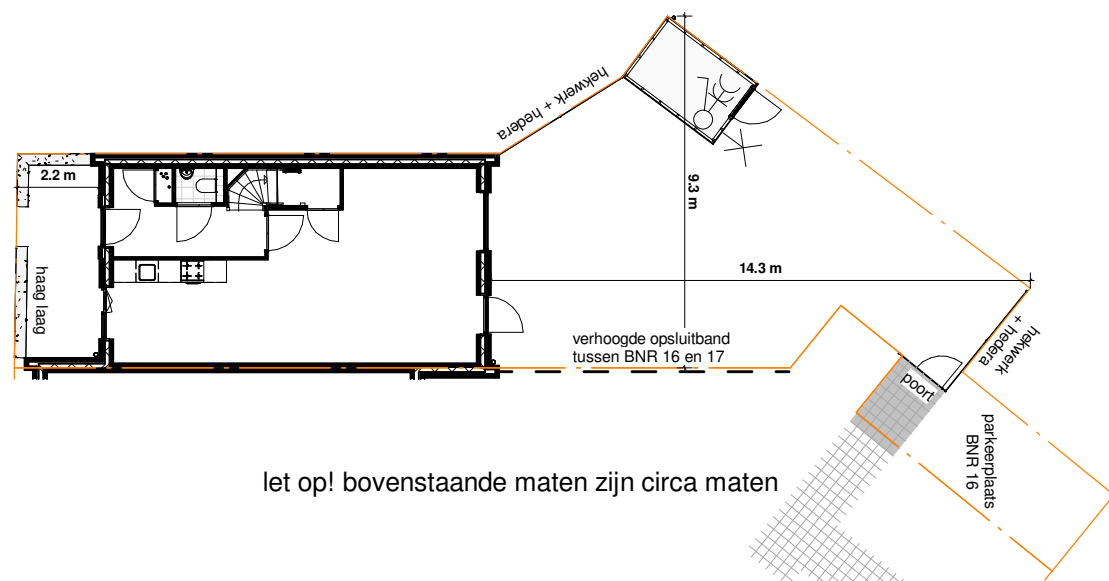 hekwerk + hedera
2.2 m
9.3 m
haag laag
14.3 m
verhoogde opsluitband
tussen BNR 16 en 17
hekwerk
+ hedera
poort
parkeerplaats
BNR 16
let op! bovenstaande maten zijn circa maten